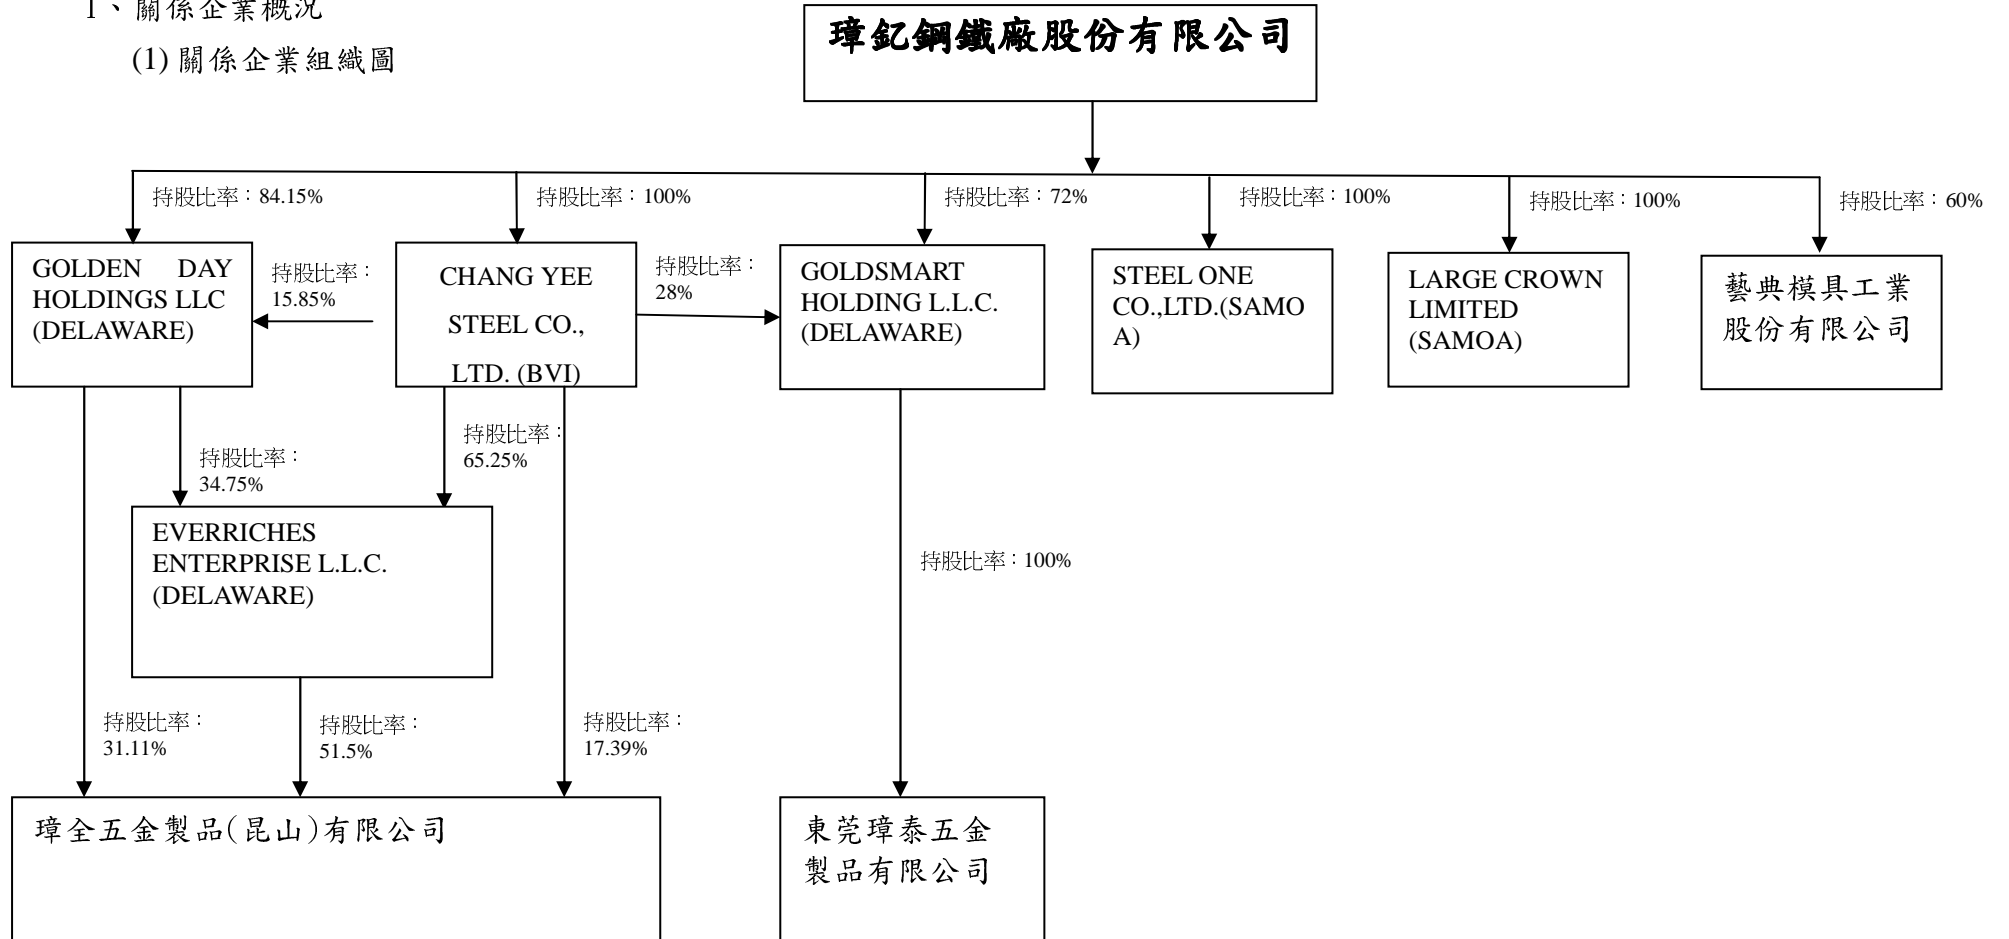 1、關係企業概況
(1) 關係企業組織圖
璋釔鋼鐵廠股份有限公司
持股比率：84.15%
持股比率：100%
持股比率：72%
持股比率：100%
持股比率：100%
持股比率：60%
GOLDEN DAY
HOLDINGS LLC
(DELAWARE)
持股比率：
15.85%
CHANG YEE
STEEL CO.,
LTD. (BVI)
持股比率：
28%
GOLDSMART
HOLDING L.L.C.
(DELAWARE)
STEEL ONE
CO.,LTD.(SAMO
A)
LARGE CROWN
LIMITED
(SAMOA)
藝典模具工業
股份有限公司
持股比率：
34.75%
持股比率：
65.25%
EVERRICHES
ENTERPRISE L.L.C.
(DELAWARE)
持股比率：100%
持股比率：
31.11%
持股比率：
51.5%
持股比率：
17.39%
璋全五金製品(昆山)有限公司
東莞璋泰五金
製品有限公司